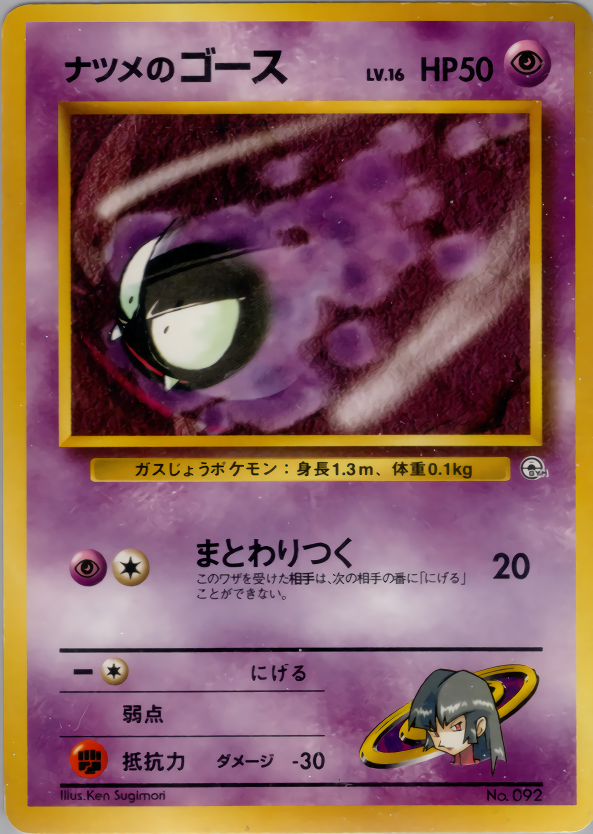 ナツメのゴース LV.16 HP50
ガスじょうポケモン：身長1.3m、体重0.1kg
GYM
まとわりつく 20
このワザを受けた相手は、次の相手の番に「にげる」
ことができない。
ー にげる
弱点
抵抗力 ダメージ -30
Illus.Ken Sugimori No. 092